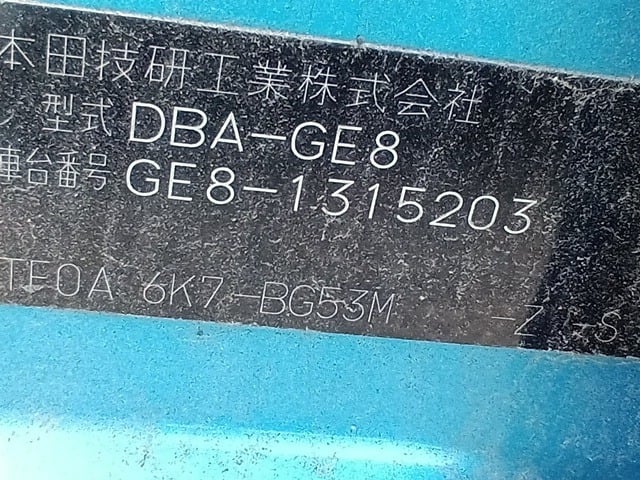 本田技研工業株式会社
型式 DBA-GE8
車台番号 GE8-1315203
TF0A 6K7-BG53M -Z -S